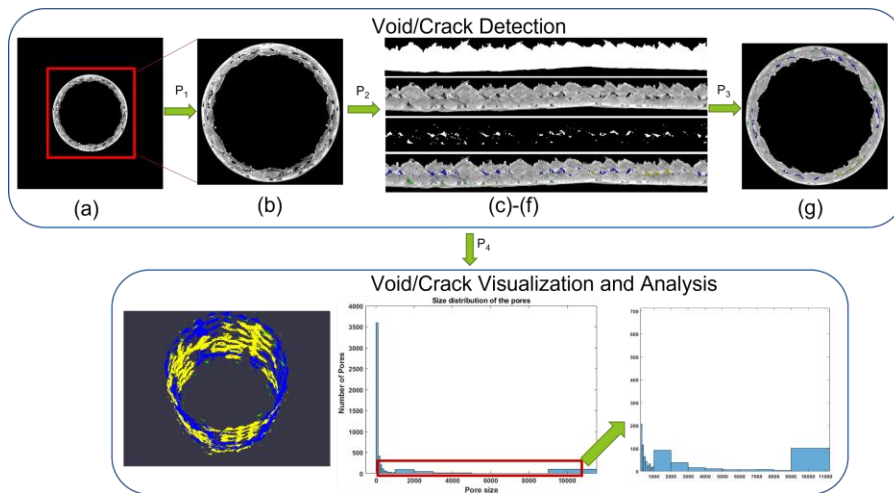 Void/Crack Detection
P1
P2
P3
(a)
(b)
(c)-(f)
(g)
P4
Void/Crack Visualization and Analysis
Size distribution of the pores
Number of Pores
4000
3500
3000
2500
2000
1500
1000
500
0
0 2000 4000 6000 8000 10000
Pore size
700
600
500
400
300
200
100
0
1000 2000 3000 4000 5000 6000 7000 8000 9000 10000 11000